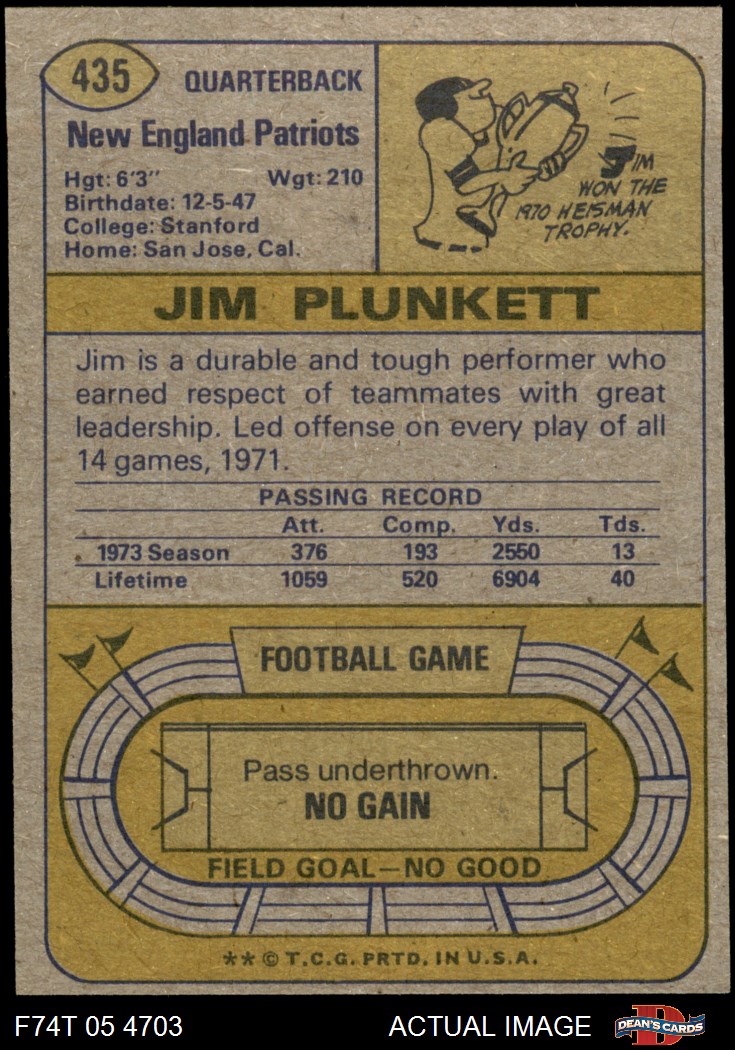 435
QUARTERBACK
New England Patriots
Hgt: 6'3" Wgt: 210
Birthdate: 12-5-47
College: Stanford
Home: San Jose, Cal.
JIM
WON THE
1970 HEISMAN
TROPHY.
JIM PLUNKETT
Jim is a durable and tough performer who
earned respect of teammates with great
leadership. Led offense on every play of all
14 games, 1971.
PASSING RECORD
Att. Comp. Yds. Tds.
1973 Season 376 193 2550 13
Lifetime 1059 520 6904 40
FOOTBALL GAME
Pass underthrown.
NO GAIN
FIELD GOAL—NO GOOD
** © T.C.G. PRTD. IN U.S.A.
F74T 05 4703 ACTUAL IMAGE D DEAN'S CARDS